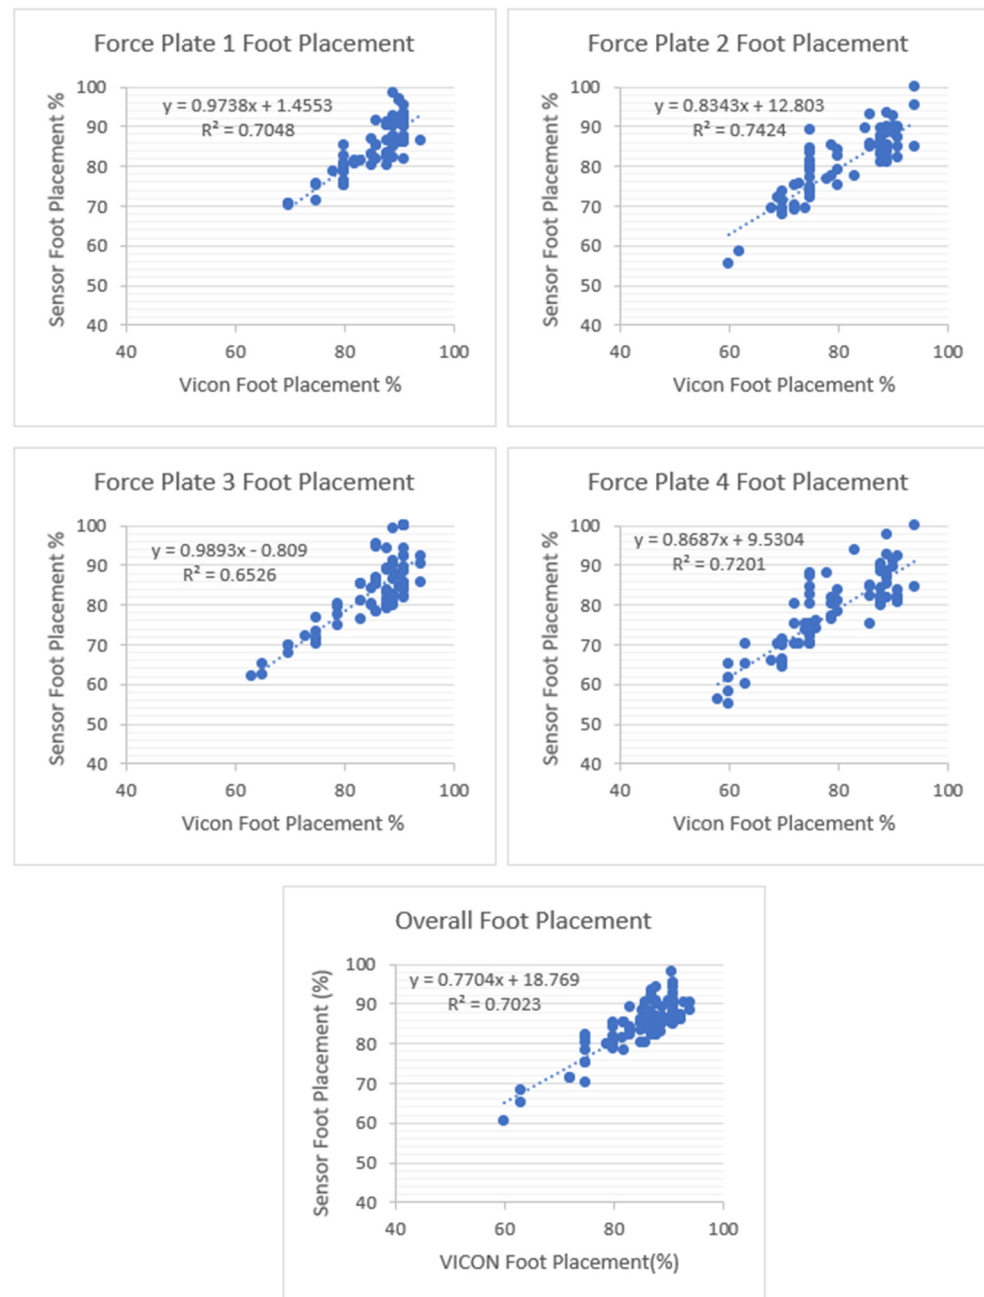 Force Plate 1 Foot Placement
y = 0.9738x + 1.4553
R² = 0.7048
Sensor Foot Placement %
100
90
80
70
60
50
40
40 60 80 100
Vicon Foot Placement %
Force Plate 2 Foot Placement
y = 0.8343x + 12.803
R² = 0.7424
Sensor Foot Placement %
100
90
80
70
60
50
40
40 60 80 100
Vicon Foot Placement %
Force Plate 3 Foot Placement
y = 0.9893x - 0.809
R² = 0.6526
Sensor Foot Placement %
100
90
80
70
60
50
40
40 60 80 100
Vicon Foot Placement %
Force Plate 4 Foot Placement
y = 0.8687x + 9.5304
R² = 0.7201
Sensor Foot Placement %
100
90
80
70
60
50
40
40 60 80 100
Vicon Foot Placement %
Overall Foot Placement
y = 0.7704x + 18.769
R² = 0.7023
Sensor Foot Placement (%)
100
90
80
70
60
50
40
40 60 80 100
VICON Foot Placement(%)